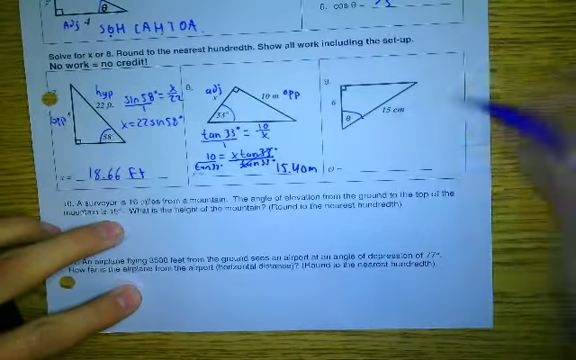 Adj
SOH CAHTOA
θ
6. cos θ =
Solve for x or θ. Round to the nearest hundredth. Show all work including the set-up.
No work = no credit!
hyp
22 ft.
opp
58°
sin 58° = x/22
1
x = 22 sin 58°
x = 18.66 Ft
8.
adj
x
10 m opp
33°
tan 33° = 10/x
1
10 = x tan 33°
tan 33° tan 33°
15.40m
9.
6
15 cm
θ
θ =
10. A surveyor is 10 miles from a mountain. The angle of elevation from the ground to the top of the
mountain is 15°. What is the height of the mountain? (Round to the nearest hundredth)
An airplane flying 3500 feet from the ground sees an airport at an angle of depression of 77°.
How far is the airplane from the airport (horizontal distance)? (Round to the nearest hundredth).